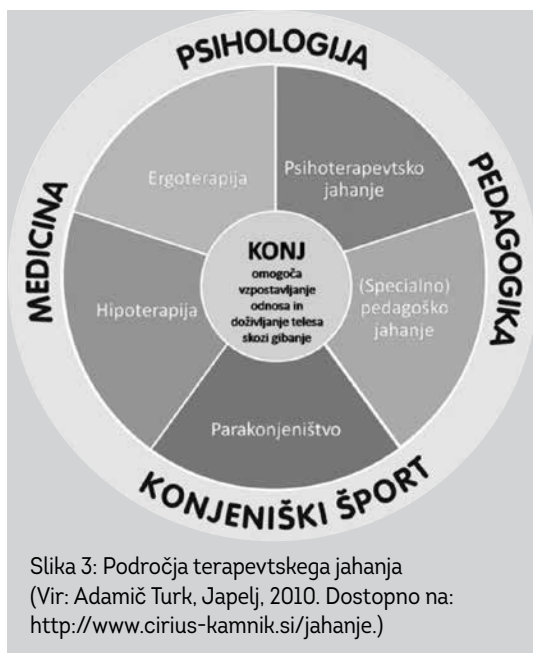 PSIHOLOGIJA
PEDAGOGIKA
MEDICINA
KONJENIŠKI ŠPORT
Ergoterapija
Psihoterapevtsko
jahanje
(Specialno)
pedagoško
jahanje
Parakonjeništvo
Hipoterapija
KONJ
omogoča
vzpostavljanje
odnosa in
doživljanje telesa
skozi gibanje
Slika 3: Področja terapevtskega jahanja
(Vir: Adamič Turk, Japelj, 2010. Dostopno na:
http://www.cirius-kamnik.si/jahanje.)